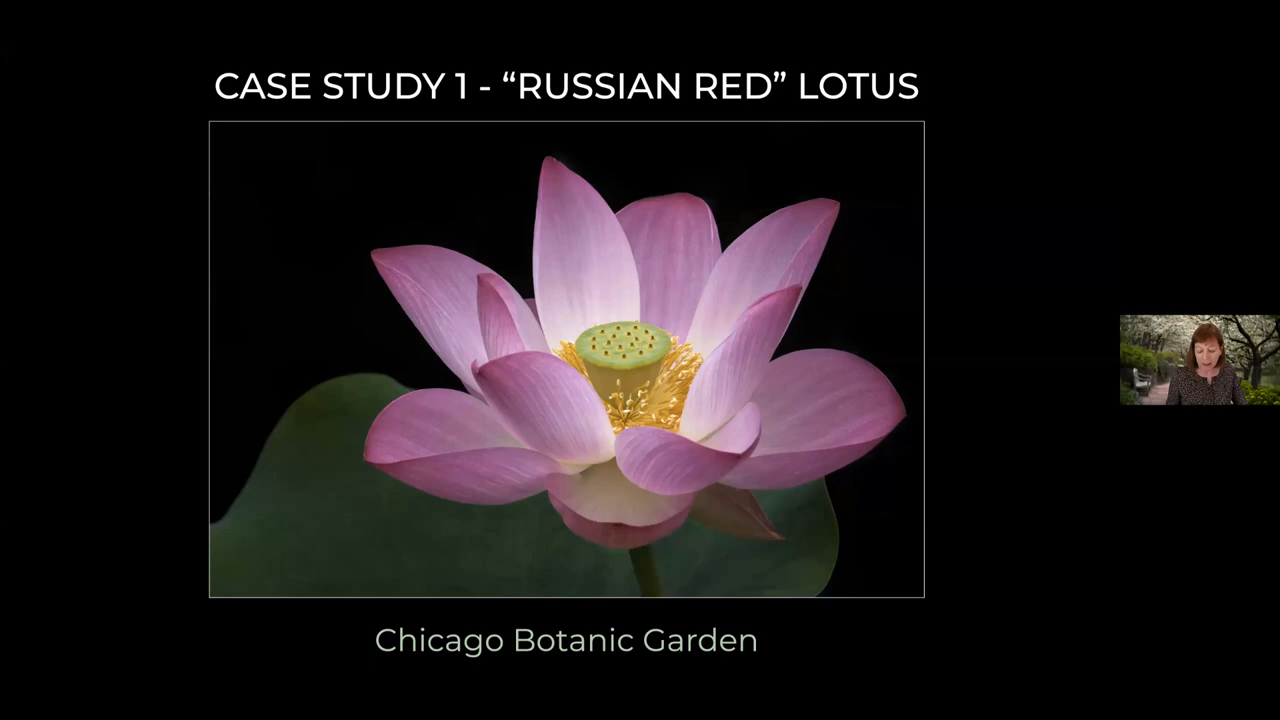 CASE STUDY 1 - “RUSSIAN RED” LOTUS
Chicago Botanic Garden